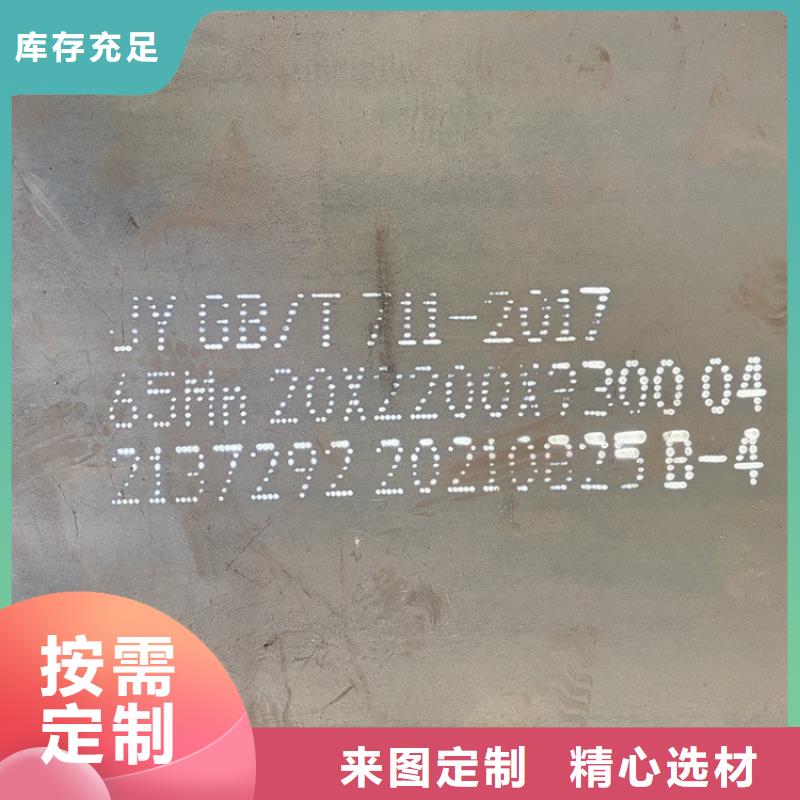 库存充足
JY GB/T 711-2017
65Mn 20X2200X9300 04
2137292 20210825 B-4
按需
定制
来图定制 精心选材